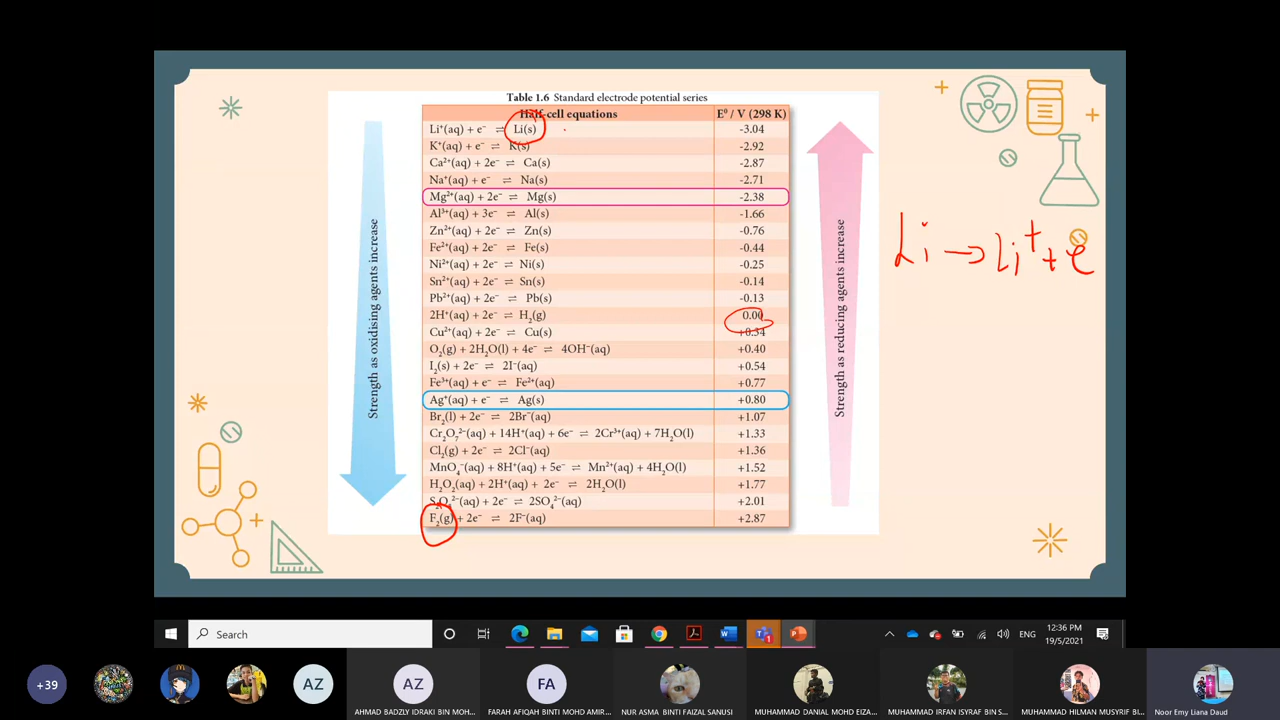 Table 1.6 Standard electrode potential series
Half-cell equations E⁰ / V (298 K)
Li⁺(aq) + e⁻ ⇌ Li(s) -3.04
K⁺(aq) + e⁻ ⇌ K(s) -2.92
Ca²⁺(aq) + 2e⁻ ⇌ Ca(s) -2.87
Na⁺(aq) + e⁻ ⇌ Na(s) -2.71
Mg²⁺(aq) + 2e⁻ ⇌ Mg(s) -2.38
Al³⁺(aq) + 3e⁻ ⇌ Al(s) -1.66
Zn²⁺(aq) + 2e⁻ ⇌ Zn(s) -0.76
Fe²⁺(aq) + 2e⁻ ⇌ Fe(s) -0.44
Ni²⁺(aq) + 2e⁻ ⇌ Ni(s) -0.25
Sn²⁺(aq) + 2e⁻ ⇌ Sn(s) -0.14
Pb²⁺(aq) + 2e⁻ ⇌ Pb(s) -0.13
2H⁺(aq) + 2e⁻ ⇌ H₂(g) 0.00
Cu²⁺(aq) + 2e⁻ ⇌ Cu(s) +0.34
O₂(g) + 2H₂O(l) + 4e⁻ ⇌ 4OH⁻(aq) +0.40
I₂(s) + 2e⁻ ⇌ 2I⁻(aq) +0.54
Fe³⁺(aq) + e⁻ ⇌ Fe²⁺(aq) +0.77
Ag⁺(aq) + e⁻ ⇌ Ag(s) +0.80
Br₂(l) + 2e⁻ ⇌ 2Br⁻(aq) +1.07
Cr₂O₇²⁻(aq) + 14H⁺(aq) + 6e⁻ ⇌ 2Cr³⁺(aq) + 7H₂O(l) +1.33
Cl₂(g) + 2e⁻ ⇌ 2Cl⁻(aq) +1.36
MnO₄⁻(aq) + 8H⁺(aq) + 5e⁻ ⇌ Mn²⁺(aq) + 4H₂O(l) +1.52
H₂O₂(aq) + 2H⁺(aq) + 2e⁻ ⇌ 2H₂O(l) +1.77
S₂O₄²⁻(aq) + 2e⁻ ⇌ 2SO₄²⁻(aq) +2.01
F₂(g) + 2e⁻ ⇌ 2F⁻(aq) +2.87
Strength as oxidising agents increase
Strength as reducing agents increase
Li → Li⁺ + e
Search
ENG
12:36 PM
19/5/2021
+39
AZ
AZ
FA
AHMAD BADZLY IDRAKI BIN MOH...
FARAH AFIQAH BINTI MOHD AMIR...
NUR ASMA BINTI FAIZAL SANUSI
MUHAMMAD DANIAL MOHD EIZA...
MUHAMMAD IRFAN ISYRAF BIN S...
MUHAMMAD HILMAN MUSYRIF BI...
Noor Emy Liana Daud